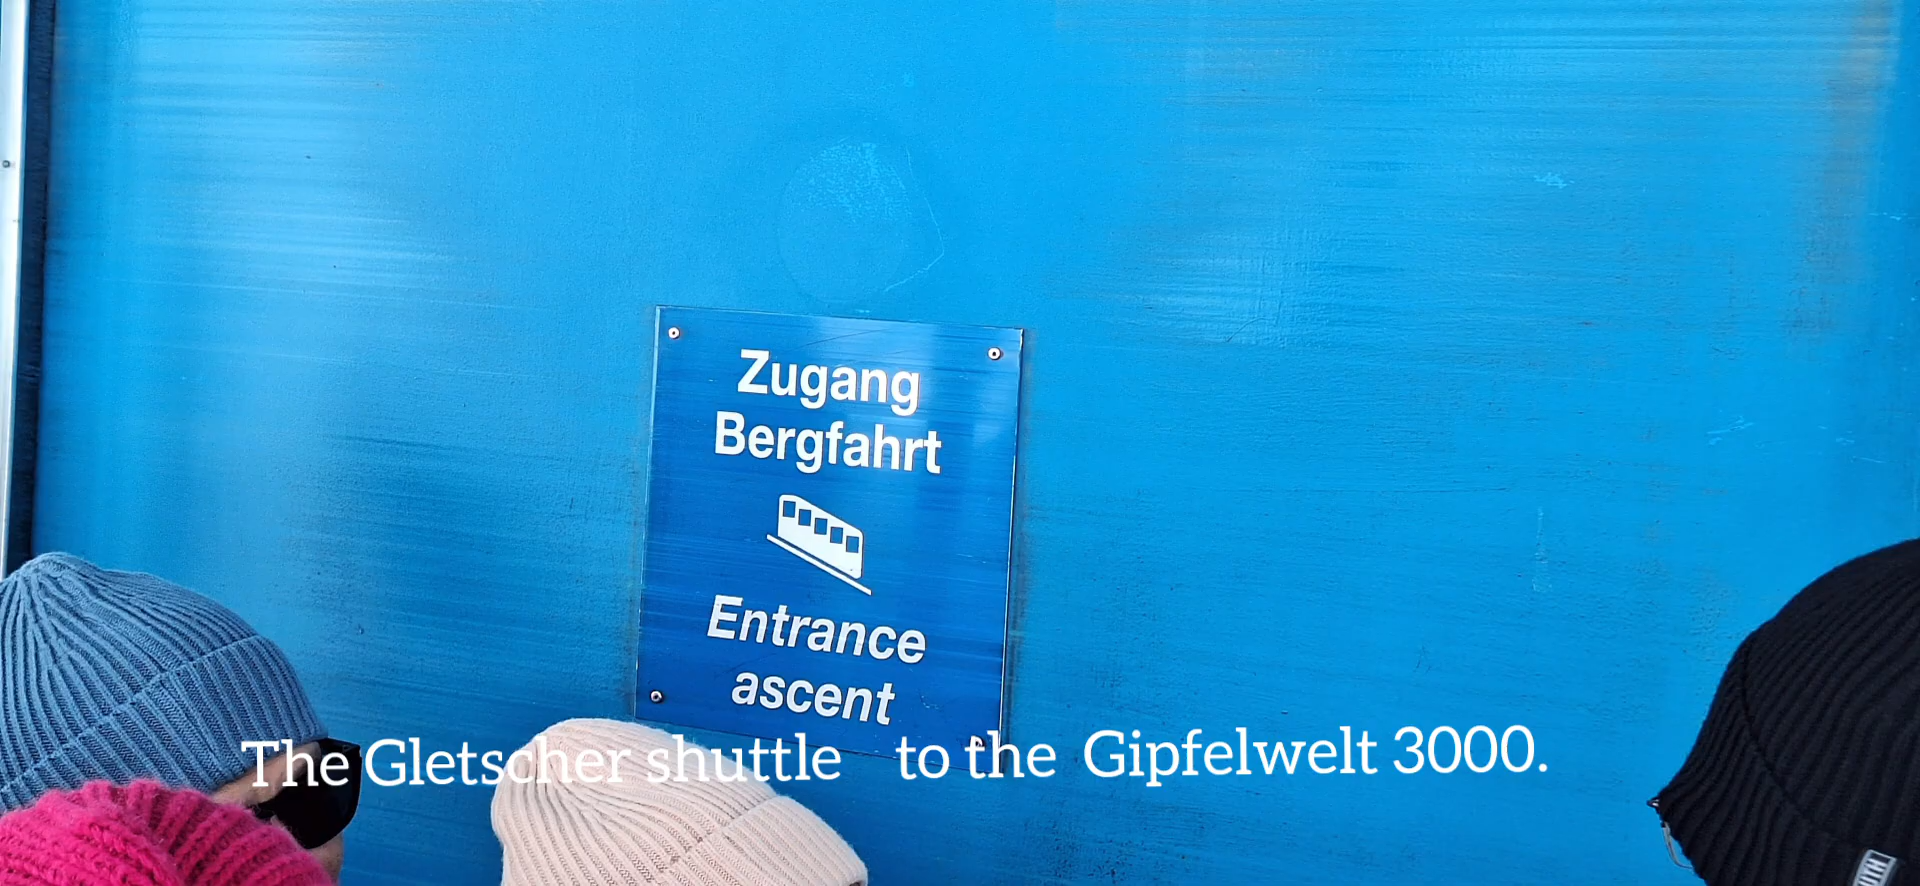 Zugang
Bergfahrt
Entrance
ascent
The Gletscher shuttle to the Gipfelwelt 3000.